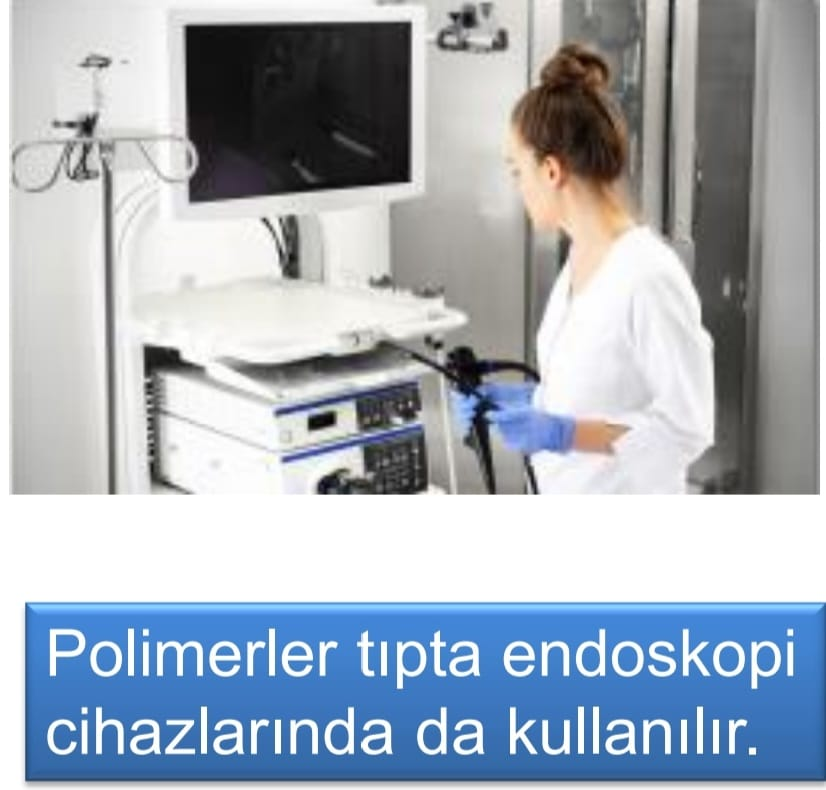 Polimerler tıpta endoskopi
cihazlarında da kullanılır.